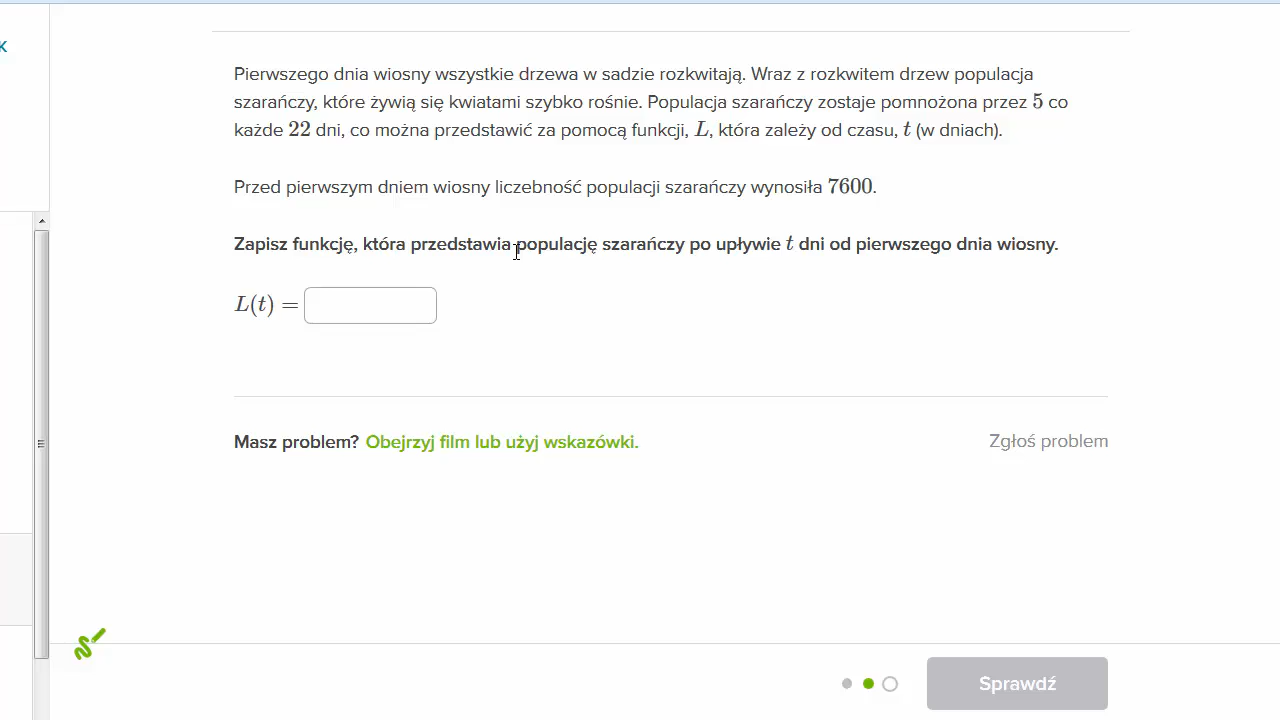 K
Pierwszego dnia wiosny wszystkie drzewa w sadzie rozkwitają. Wraz z rozkwitem drzew populacja
szarańczy, które żywią się kwiatami szybko rośnie. Populacja szarańczy zostaje pomnożona przez 5 co
każde 22 dni, co można przedstawić za pomocą funkcji, L, która zależy od czasu, t (w dniach).
Przed pierwszym dniem wiosny liczebność populacji szarańczy wynosiła 7600.
Zapisz funkcję, która przedstawia populację szarańczy po upływie t dni od pierwszego dnia wiosny.
L(t) =
Masz problem? Obejrzyj film lub użyj wskazówki.
Zgłoś problem
Sprawdź